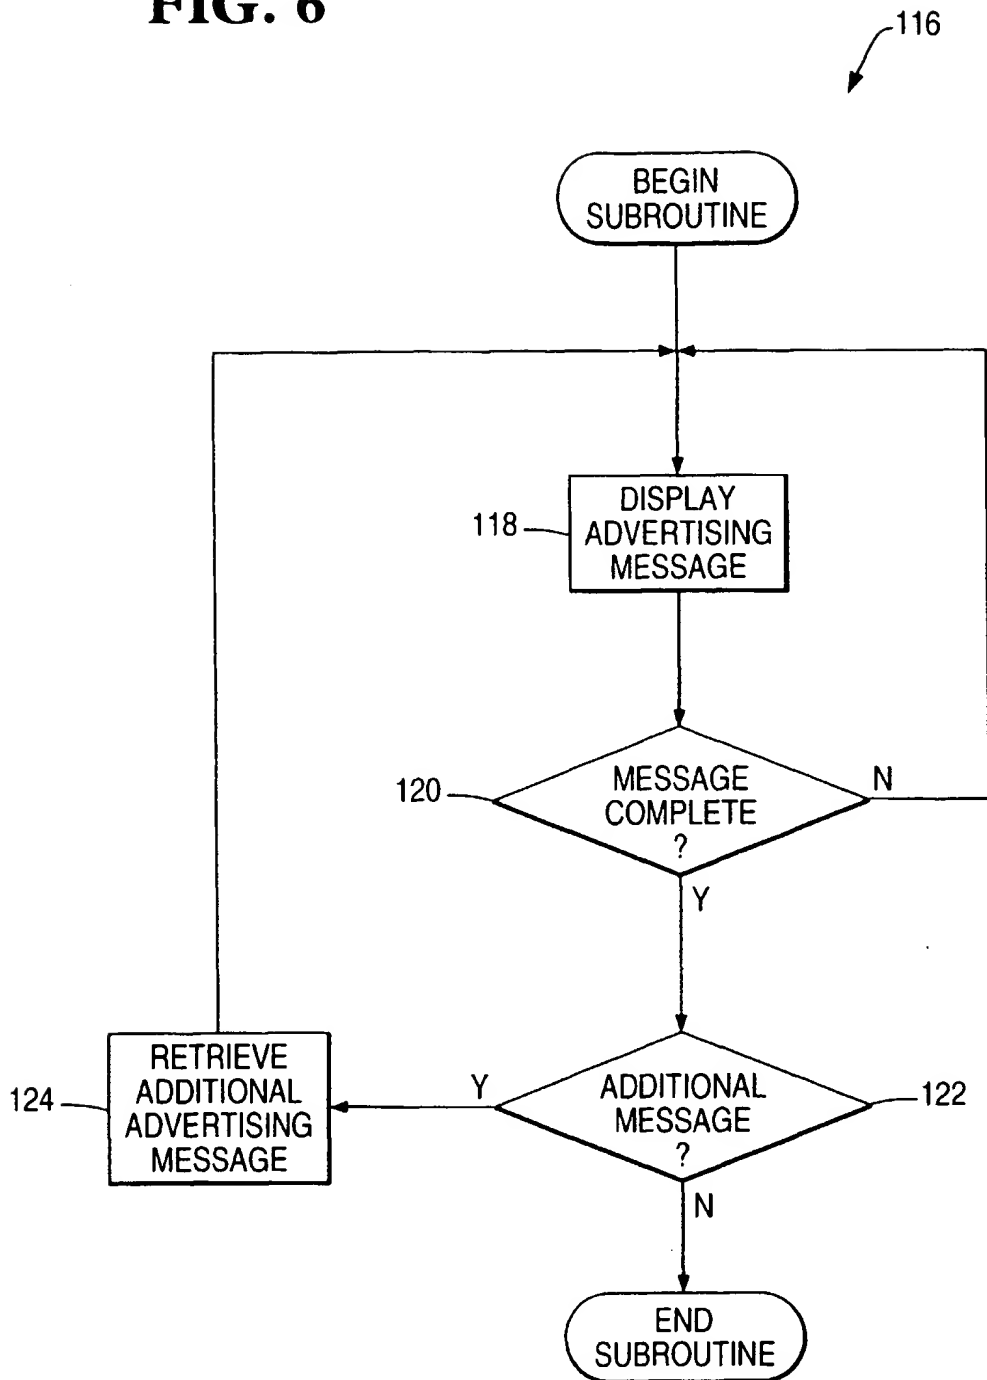 FIG. 6
116
BEGIN
SUBROUTINE
118
DISPLAY
ADVERTISING
MESSAGE
120
MESSAGE
COMPLETE
?
N
Y
124
RETRIEVE
ADDITIONAL
ADVERTISING
MESSAGE
Y
ADDITIONAL
MESSAGE
?
122
N
END
SUBROUTINE